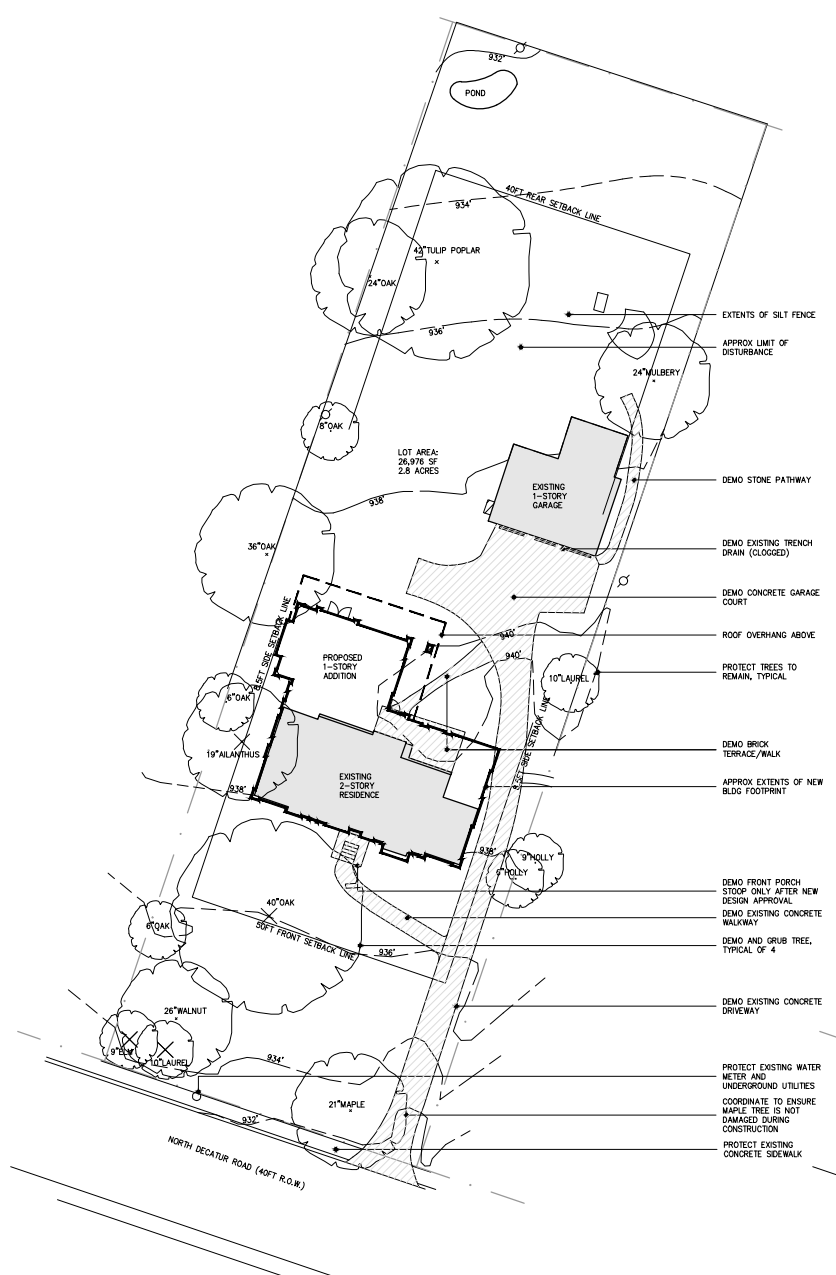 932'
POND
40FT REAR SETBACK LINE
934'
42"TULIP POPLAR
24"OAK
EXTENTS OF SILT FENCE
936'
APPROX LIMIT OF
DISTURBANCE
24"MULBERY
8"OAK
LOT AREA:
26,976 SF
2.8 ACRES
DEMO STONE PATHWAY
EXISTING
1-STORY
GARAGE
938'
36"OAK
DEMO EXISTING TRENCH
DRAIN (CLOGGED)
DEMO CONCRETE GARAGE
COURT
8.5FT SIDE SETBACK LINE
940'
ROOF OVERHANG ABOVE
940'
PROPOSED
1-STORY
ADDITION
10"LAUREL
PROTECT TREES TO
REMAIN, TYPICAL
6"OAK
8.5FT SIDE SETBACK LINE
19"AILANTHUS
DEMO BRICK
TERRACE/WALK
EXISTING
2-STORY
RESIDENCE
938'
APPROX EXTENTS OF NEW
BLDG FOOTPRINT
938'
9"HOLLY
9"HOLLY
DEMO FRONT PORCH
STOOP ONLY AFTER NEW
DESIGN APPROVAL
40"OAK
DEMO EXISTING CONCRETE
WALKWAY
6"OAK
50FT FRONT SETBACK LINE
936'
DEMO AND GRUB TREE,
TYPICAL OF 4
26"WALNUT
DEMO EXISTING CONCRETE
DRIVEWAY
9"ELM
10"LAUREL
934'
PROTECT EXISTING WATER
METER AND
UNDERGROUND UTILITIES
21"MAPLE
932'
COORDINATE TO ENSURE
MAPLE TREE IS NOT
DAMAGED DURING
CONSTRUCTION
PROTECT EXISTING
CONCRETE SIDEWALK
NORTH DECATUR ROAD (40FT R.O.W.)